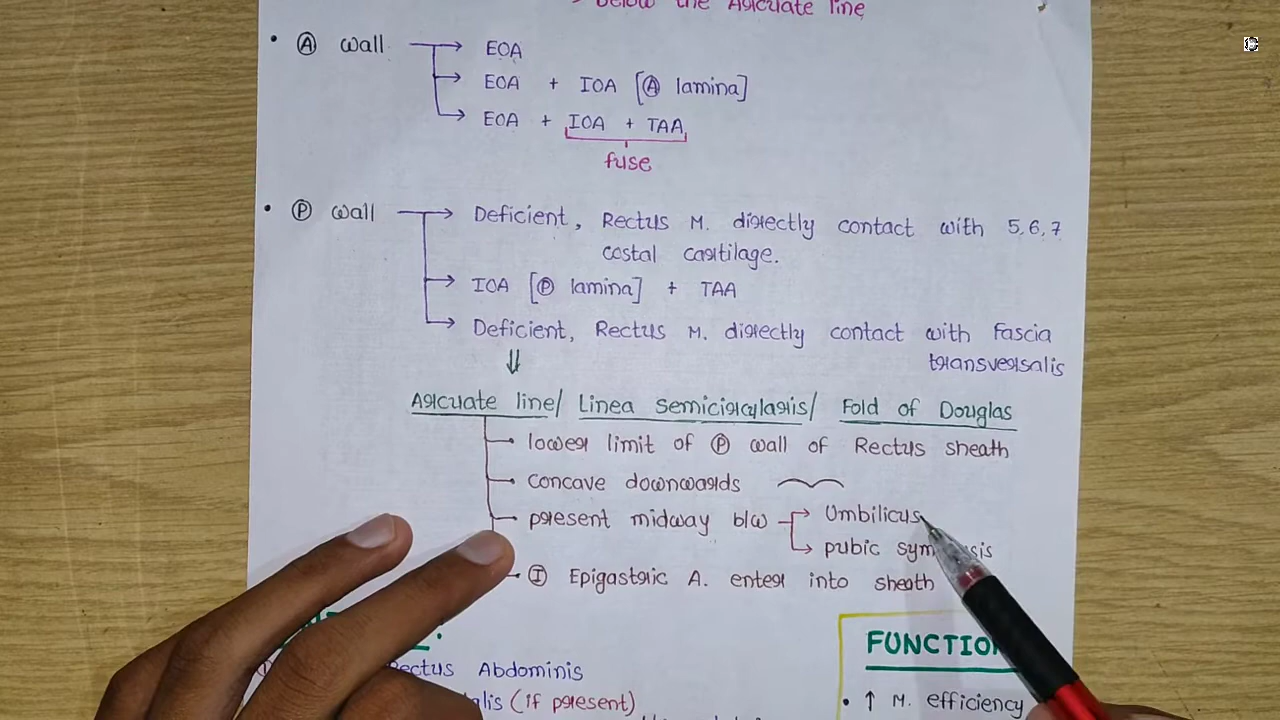 > Below the Arcuate line
• Ⓐ wall → EOA
→ EOA + IOA [Ⓐ lamina]
→ EOA + IOA + TAA
fuse
• Ⓟ wall → Deficient, Rectus M. directly contact with 5, 6, 7
costal cartilage.
→ IOA [Ⓟ lamina] + TAA
→ Deficient, Rectus M. directly contact with Fascia
transversalis
⇓
Arcuate line/ Linea Semicircularis/ Fold of Douglas
→ lower limit of Ⓟ wall of Rectus sheath
→ concave downwards
→ present midway b/w → Umbilicus
→ pubic sym sis
→ Ⓘ Epigastric A. enter into sheath
FUNCTION
Rectus Abdominis
alis (if present)
• ↑ M. efficiency